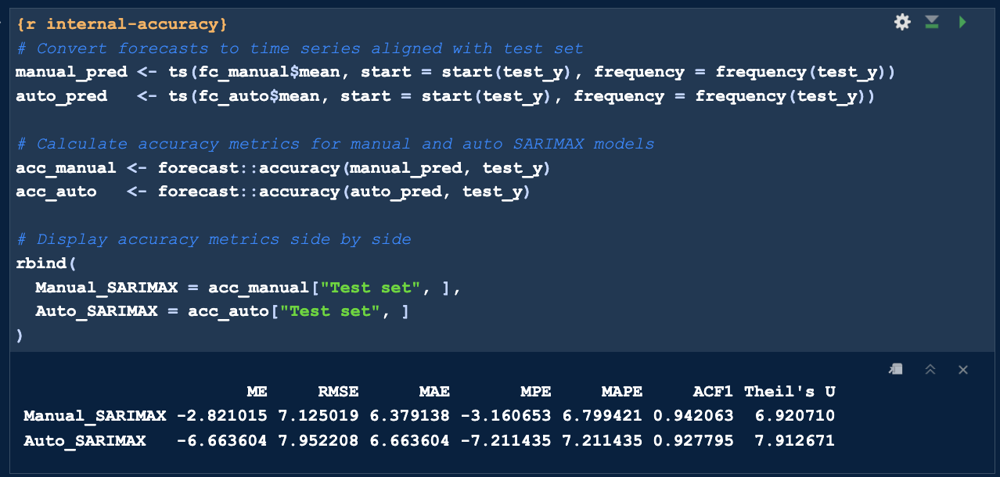 {r internal-accuracy}
# Convert forecasts to time series aligned with test set
manual_pred <- ts(fc_manual$mean, start = start(test_y), frequency = frequency(test_y))
auto_pred   <- ts(fc_auto$mean, start = start(test_y), frequency = frequency(test_y))

# Calculate accuracy metrics for manual and auto SARIMAX models
acc_manual <- forecast::accuracy(manual_pred, test_y)
acc_auto   <- forecast::accuracy(auto_pred, test_y)

# Display accuracy metrics side by side
rbind(
  Manual_SARIMAX = acc_manual["Test set", ],
  Auto_SARIMAX = acc_auto["Test set", ]
)
                      ME     RMSE      MAE       MPE     MAPE     ACF1 Theil's U
Manual_SARIMAX -2.821015 7.125019 6.379138 -3.160653 6.799421 0.942063  6.920710
Auto_SARIMAX   -6.663604 7.952208 6.663604 -7.211435 7.211435 0.927795  7.912671